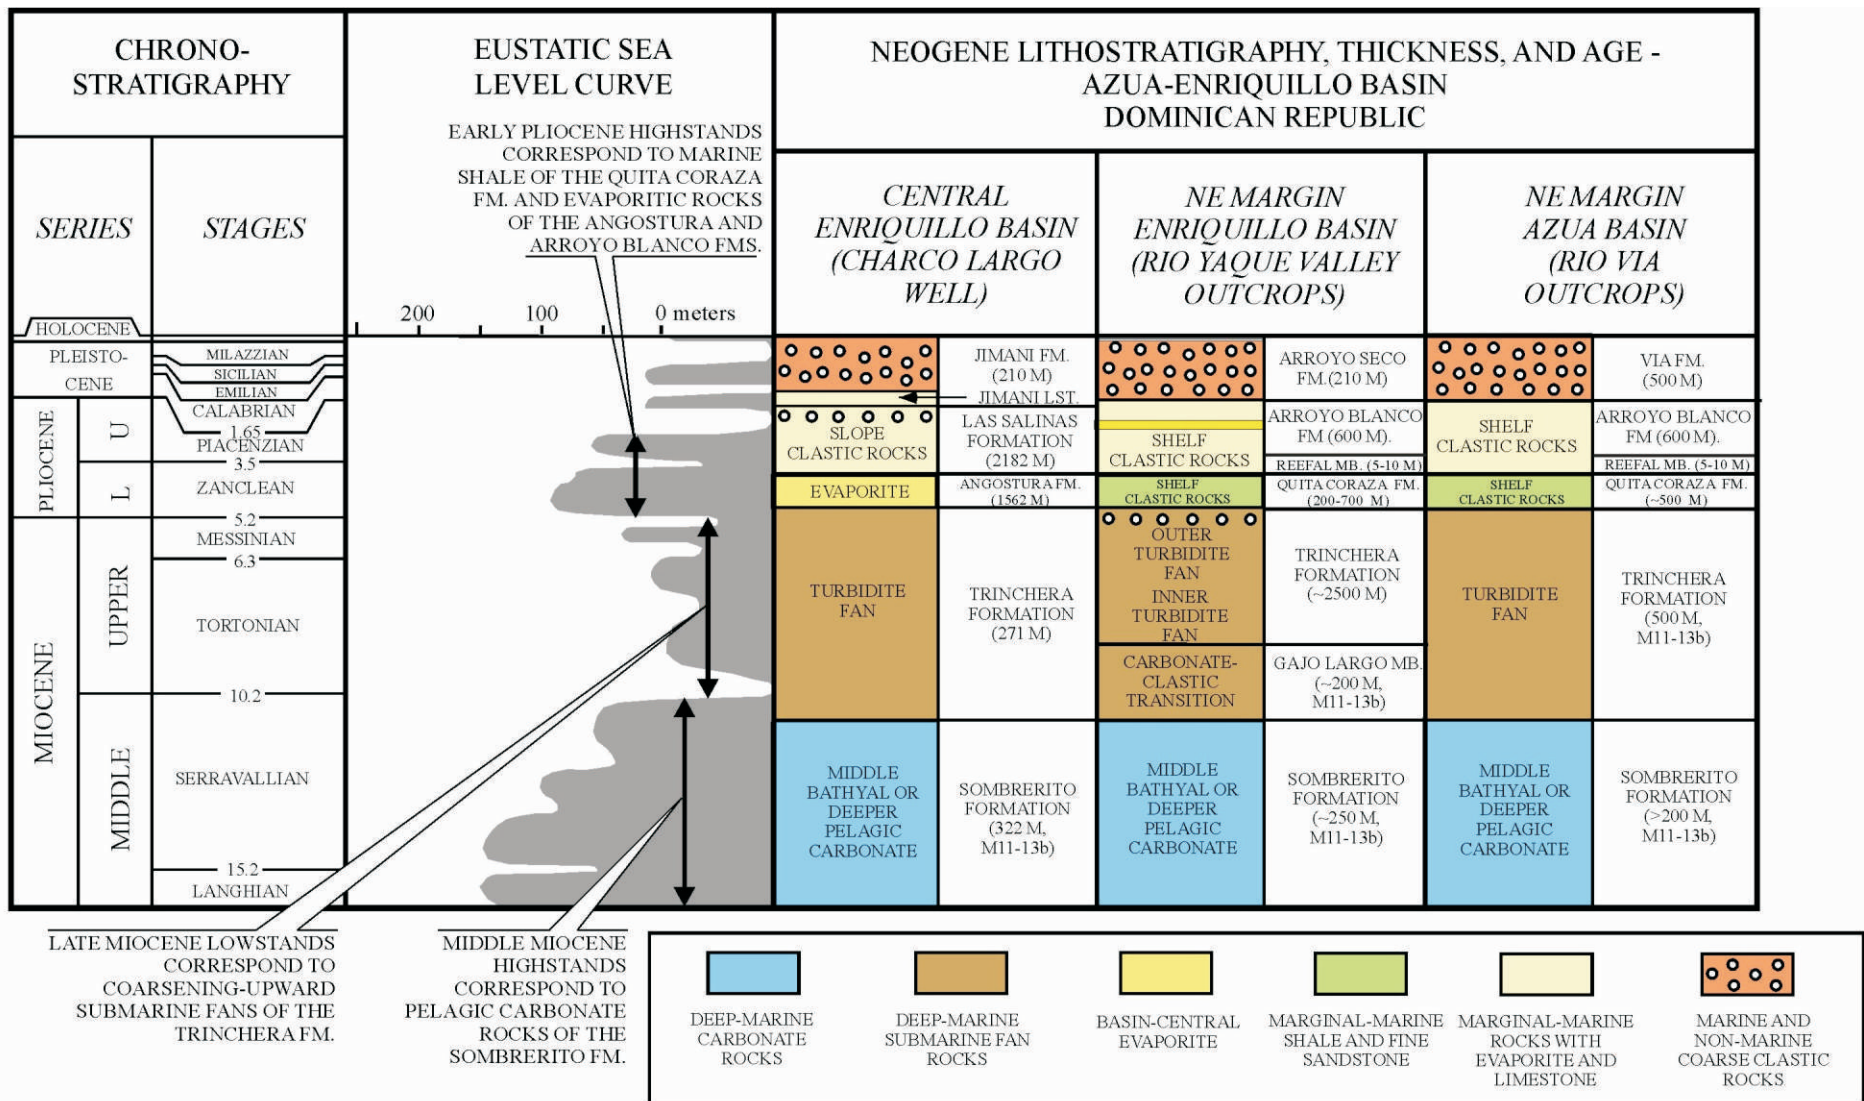 CHRONO-
STRATIGRAPHY
EUSTATIC SEA
LEVEL CURVE
NEOGENE LITHOSTRATIGRAPHY, THICKNESS, AND AGE -
AZUA-ENRIQUILLO BASIN
DOMINICAN REPUBLIC
SERIES
STAGES
EARLY PLIOCENE HIGHSTANDS
CORRESPOND TO MARINE
SHALE OF THE QUITA CORAZA
FM. AND EVAPORITIC ROCKS
OF THE ANGOSTURA AND
ARROYO BLANCO FMS.
200
100
0 meters
CENTRAL
ENRIQUILLO BASIN
(CHARCO LARGO
WELL)
NE MARGIN
ENRIQUILLO BASIN
(RIO YAQUE VALLEY
OUTCROPS)
NE MARGIN
AZUA BASIN
(RIO VIA
OUTCROPS)
HOLOCENE
PLEISTO-
CENE
PLIOCENE
U
L
MIOCENE
UPPER
MIDDLE
MILAZZIAN
SICILIAN
EMILIAN
CALABRIAN
1.65
PIACENZIAN
3.5
ZANCLEAN
5.2
MESSINIAN
6.3
TORTONIAN
10.2
SERRAVALLIAN
15.2
LANGHIAN
SLOPE
CLASTIC ROCKS
EVAPORITE
TURBIDITE
FAN
MIDDLE
BATHYAL OR
DEEPER
PELAGIC
CARBONATE
JIMANI FM.
(210 M)
JIMANI LST.
LAS SALINAS
FORMATION
(2182 M)
ANGOSTURA FM.
(1562 M)
TRINCHERA
FORMATION
(271 M)
SOMBRERITO
FORMATION
(322 M,
M11-13b)
SHELF
CLASTIC ROCKS
SHELF
CLASTIC ROCKS
OUTER
TURBIDITE
FAN
INNER
TURBIDITE
FAN
CARBONATE-
CLASTIC
TRANSITION
MIDDLE
BATHYAL OR
DEEPER
PELAGIC
CARBONATE
ARROYO SECO
FM.(210 M)
ARROYO BLANCO
FM (600 M).
REEFAL MB. (5-10 M)
QUITA CORAZA FM.
(200-700 M)
TRINCHERA
FORMATION
(~2500 M)
GAJO LARGO MB.
(~200 M,
M11-13b)
SOMBRERITO
FORMATION
(~250 M,
M11-13b)
SHELF
CLASTIC ROCKS
SHELF
CLASTIC ROCKS
TURBIDITE
FAN
MIDDLE
BATHYAL OR
DEEPER
PELAGIC
CARBONATE
VIA FM.
(500 M)
ARROYO BLANCO
FM (600 M).
REEFAL MB. (5-10 M)
QUITA CORAZA FM.
(~500 M)
TRINCHERA
FORMATION
(500 M,
M11-13b)
SOMBRERITO
FORMATION
(>200 M,
M11-13b)
LATE MIOCENE LOWSTANDS
CORRESPOND TO
COARSENING-UPWARD
SUBMARINE FANS OF THE
TRINCHERA FM.
MIDDLE MIOCENE
HIGHSTANDS
CORRESPOND TO
PELAGIC CARBONATE
ROCKS OF THE
SOMBRERITO FM.
DEEP-MARINE
CARBONATE
ROCKS
DEEP-MARINE
SUBMARINE FAN
ROCKS
BASIN-CENTRAL
EVAPORITE
MARGINAL-MARINE
SHALE AND FINE
SANDSTONE
MARGINAL-MARINE
ROCKS WITH
EVAPORITE AND
LIMESTONE
MARINE AND
NON-MARINE
COARSE CLASTIC
ROCKS